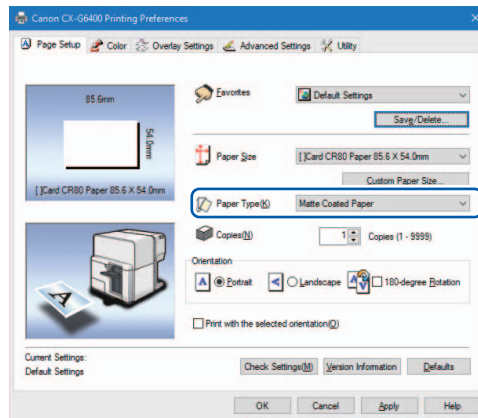 Canon CX-G6400 Printing Preferences
Page Setup Color Overlay Settings Advanced Settings Utility
85.6mm
54.0mm
[ ]Card CR80 Paper 85.6 X 54.0mm
Favorites Default Settings
Save/Delete...
Paper Size [ ]Card CR80 Paper 85.6 X 54.0mm
Custom Paper Size...
Paper Type(K) Matte Coated Paper
Copies(N) 1 Copies (1 - 9999)
Orientation
A Portrait A Landscape 180-degree Rotation
Print with the selected orientation(O)
A
Current Settings:
Default Settings
Check Settings(M) Version Information Defaults
OK Cancel Apply Help